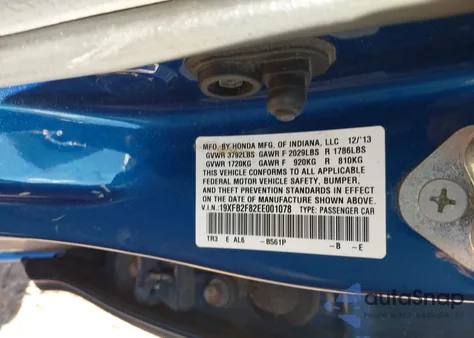 MFD. BY HONDA MFG. OF INDIANA, LLC 12/'13
GVWR 3792LBS GAWR F 2029LBS R 1786LBS
GVWR 1720KG GAWR F 920KG R 810KG
THIS VEHICLE CONFORMS TO ALL APPLICABLE
FEDERAL MOTOR VEHICLE SAFETY, BUMPER,
AND THEFT PREVENTION STANDARDS IN EFFECT
ON THE DATE OF MANUFACTURE SHOWN ABOVE.
V.I.N. 19XFB2F82EE001078 TYPE: PASSENGER CAR
TR3 E AL6 -B561P -B -E
autoSnap